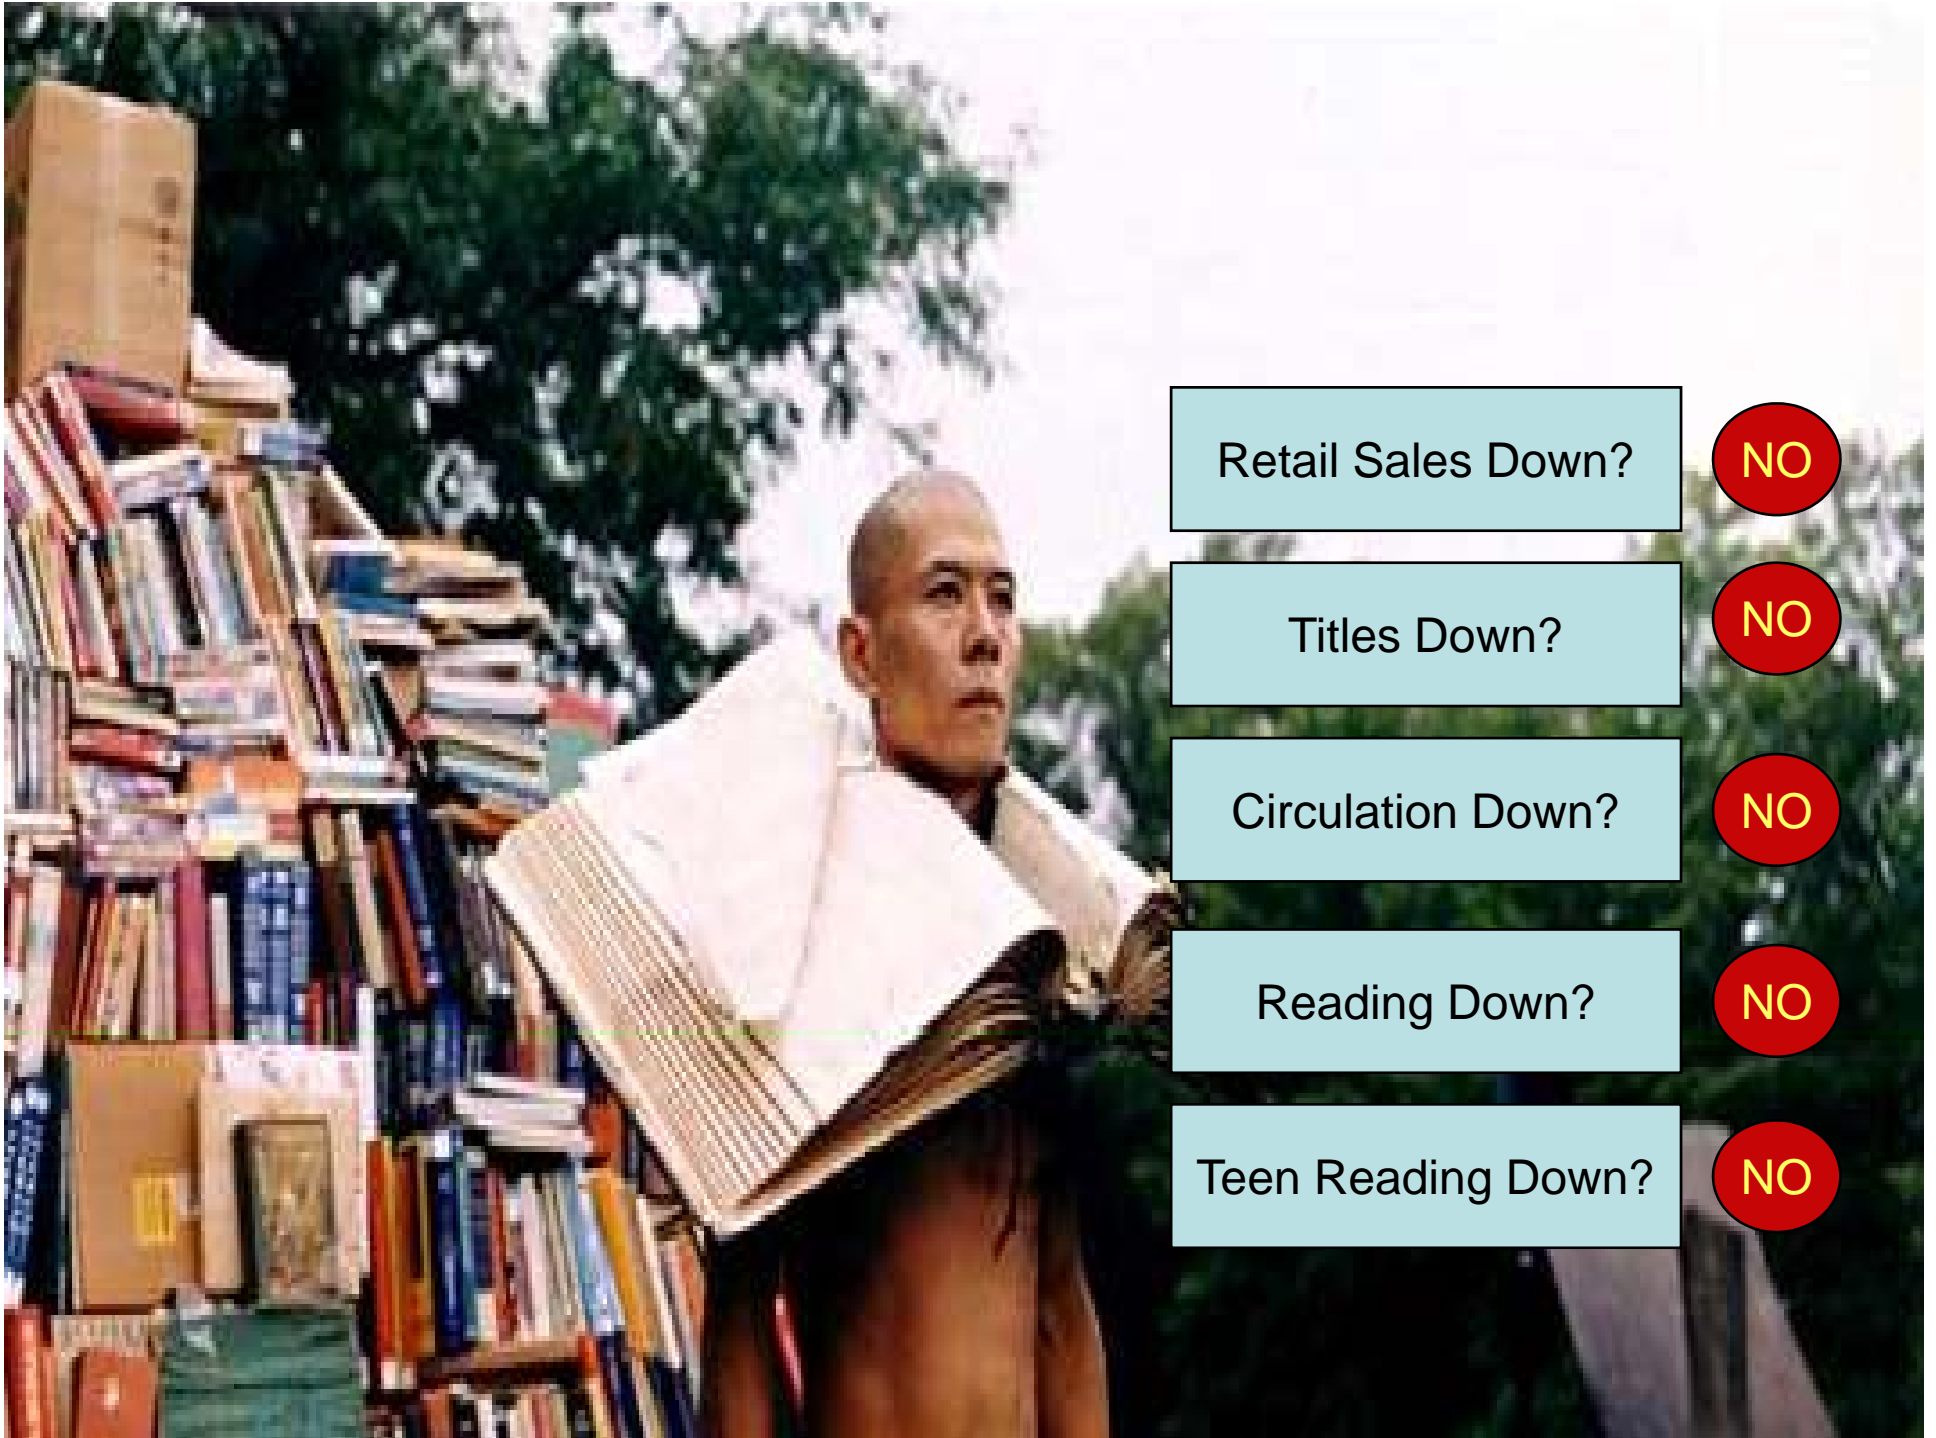 Retail Sales Down? NO
Titles Down? NO
Circulation Down? NO
Reading Down? NO
Teen Reading Down? NO